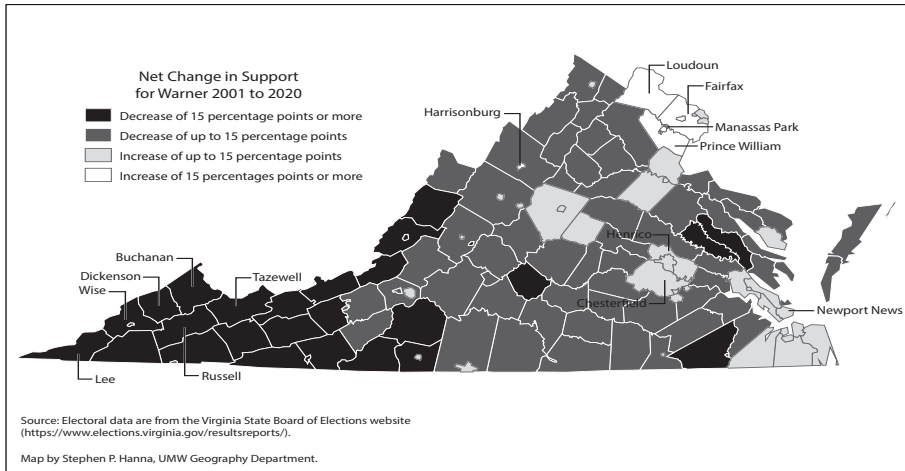 Net Change in Support
for Warner 2001 to 2020
Decrease of 15 percentage points or more
Decrease of up to 15 percentage points
Increase of up to 15 percentage points
Increase of 15 percentages points or more
Loudoun
Fairfax
Harrisonburg
Manassas Park
Prince William
Henrico
Buchanan
Dickenson
Tazewell
Wise
Chesterfield
Newport News
Lee
Russell
Source: Electoral data are from the Virginia State Board of Elections website
(https://www.elections.virginia.gov/resultsreports/).
Map by Stephen P. Hanna, UMW Geography Department.